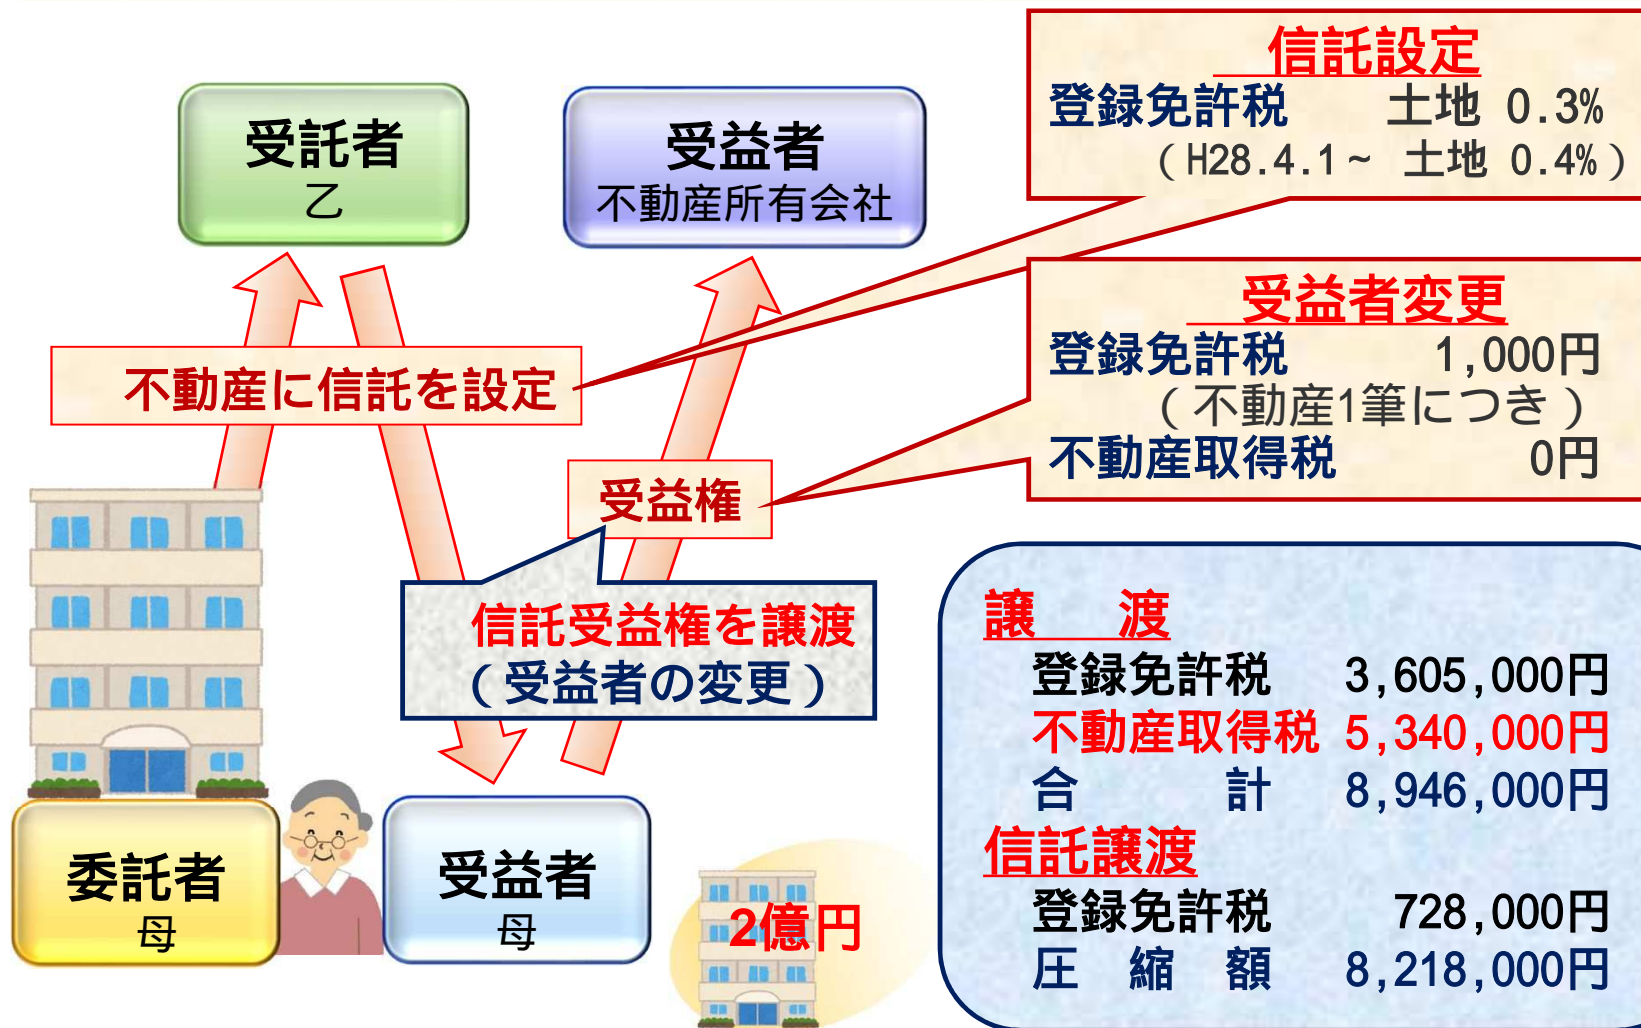 信託設定
登録免許税 土地 0.3%
（H28.4.1～ 土地 0.4%）
受託者
乙
受益者
不動産所有会社
受益者変更
登録免許税 1,000円
（不動産1筆につき）
不動産取得税 0円
不動産に信託を設定
受益権
信託受益権を譲渡
（受益者の変更）
譲 渡
登録免許税 3,605,000円
不動産取得税 5,340,000円
合 計 8,946,000円
信託譲渡
登録免許税 728,000円
圧 縮 額 8,218,000円
委託者
母
受益者
母
2億円